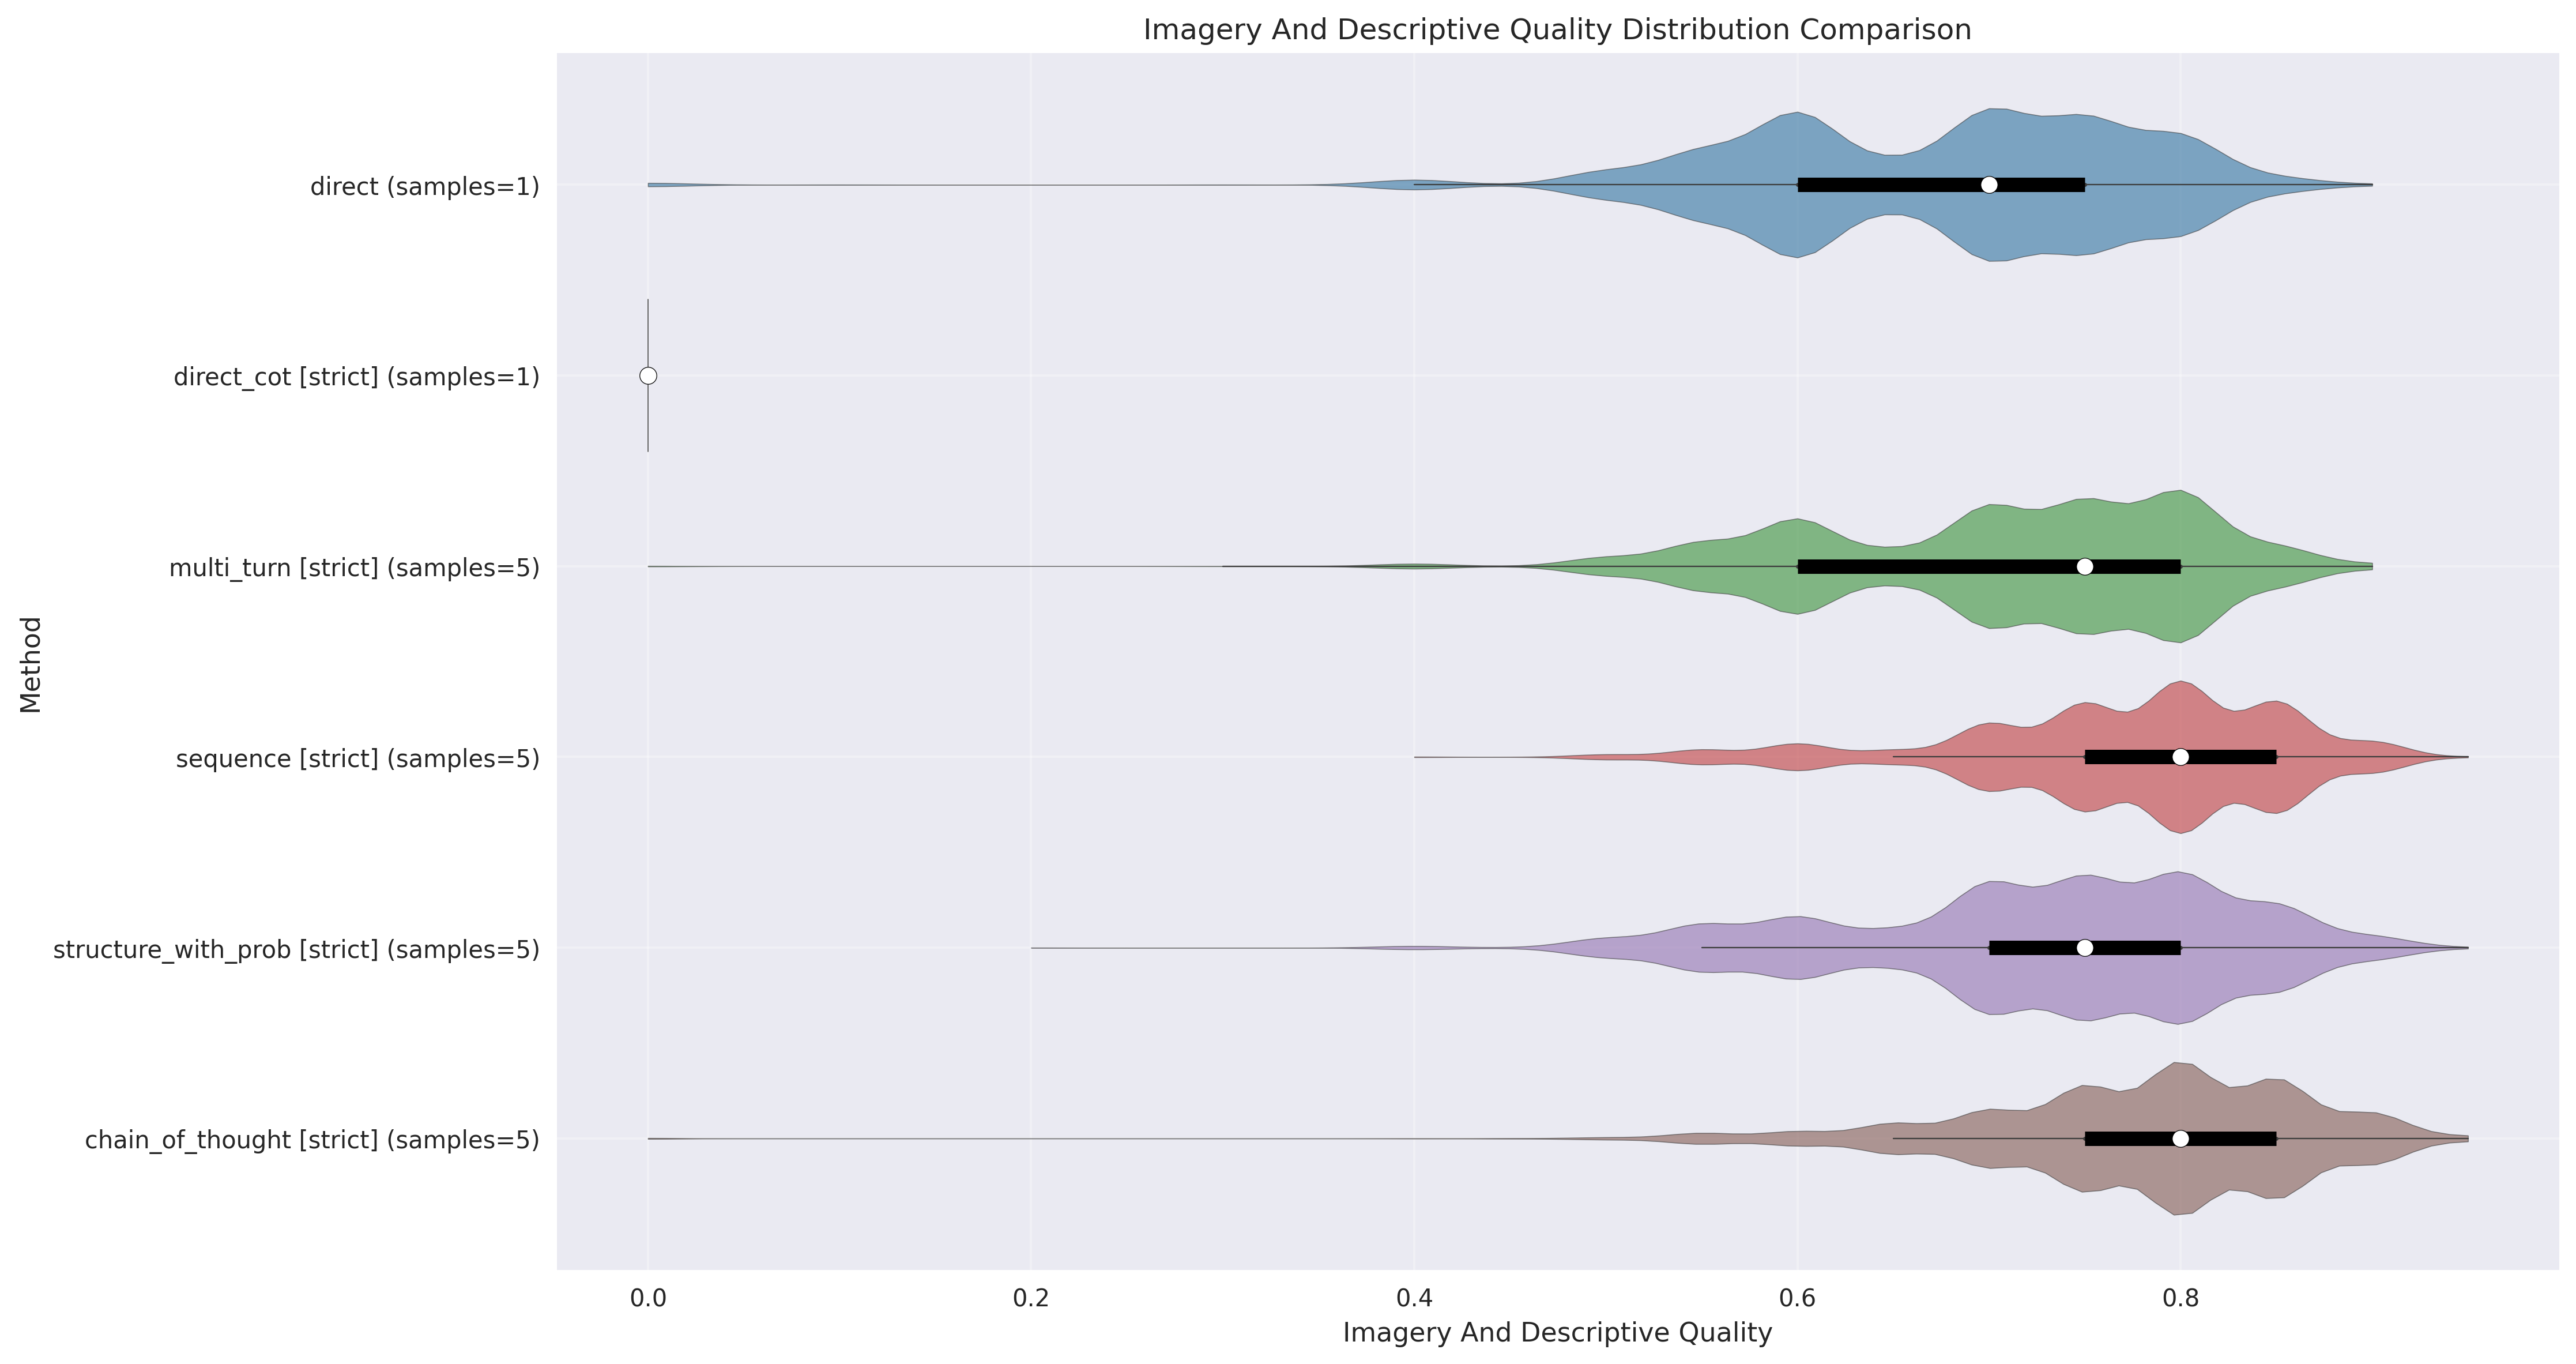 Imagery And Descriptive Quality Distribution Comparison
direct (samples=1)
direct_cot [strict] (samples=1)
multi_turn [strict] (samples=5)
sequence [strict] (samples=5)
structure_with_prob [strict] (samples=5)
chain_of_thought [strict] (samples=5)
Method
0.0 0.2 0.4 0.6 0.8
Imagery And Descriptive Quality